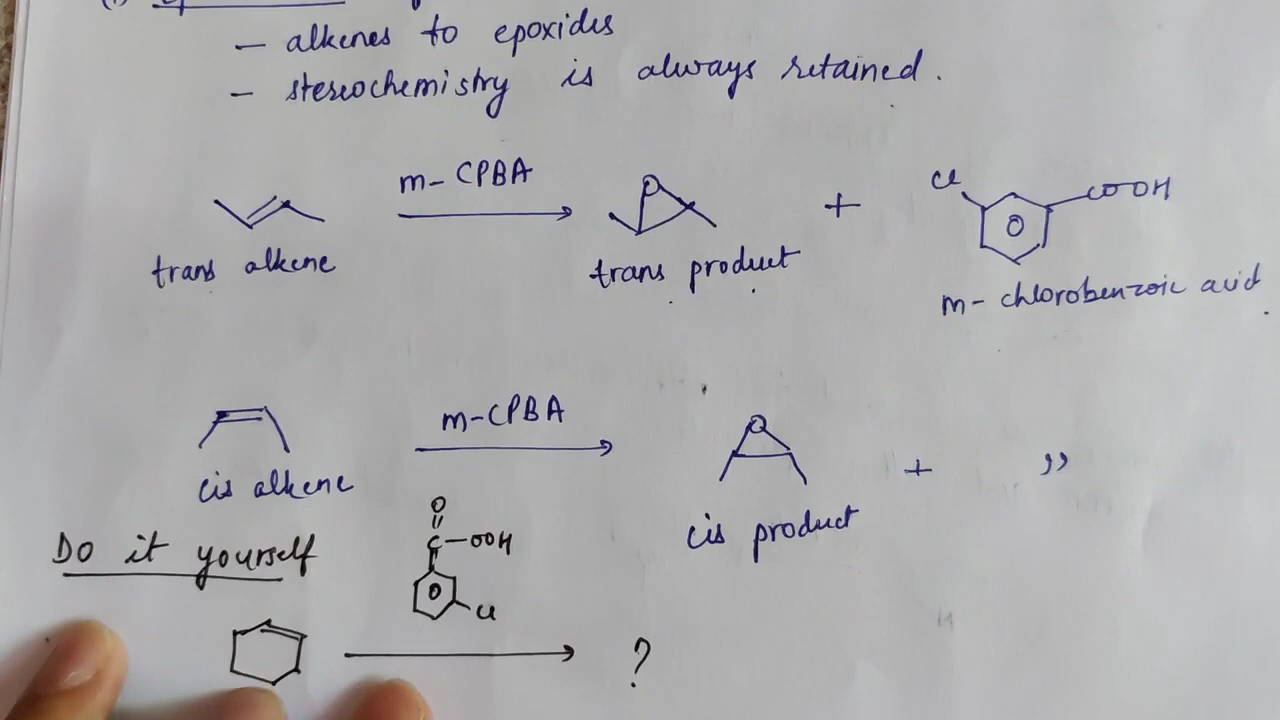 — alkenes to epoxides
— stereochemistry is always retained.
m- CPBA
+
Cl
COOH
O
trans alkene
trans product
m- chlorobenzoic acid
m-CPBA
O
+ ”
cis alkene
cis product
Do it yourself
O
C—OOH
Cl
?